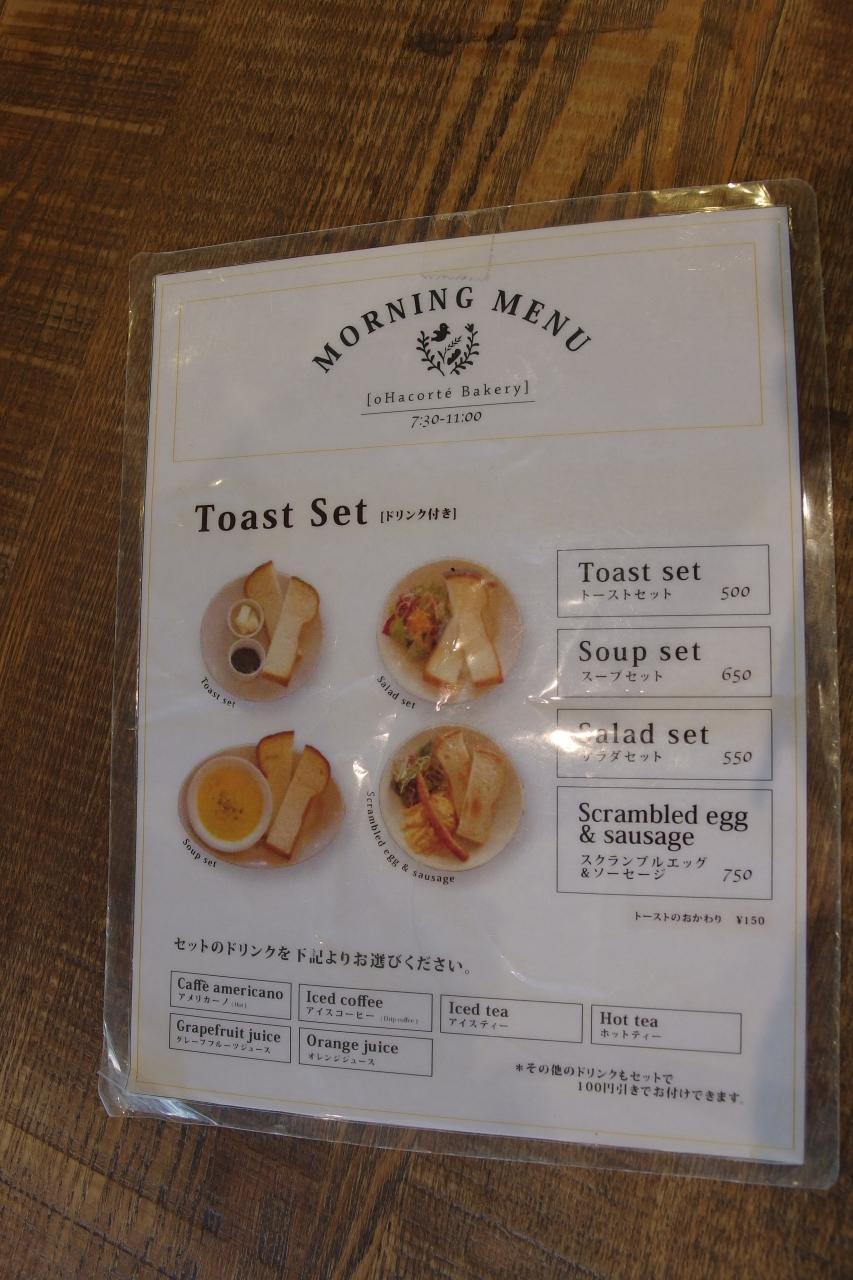 MORNING MENU
[oHacorté Bakery]
7:30-11:00
Toast Set [ドリンク付き]
Toast set
Salad set
Soup set
Scrambled egg & sausage
Toast set
トーストセット 500
Soup set
スープセット 650
Salad set
サラダセット 550
Scrambled egg
& sausage
スクランブルエッグ
&ソーセージ 750
トーストのおかわり ¥150
セットのドリンクを下記よりお選びください。
Caffè americano
アメリカーノ (Hot)
Iced coffee
アイスコーヒー (Drip coffee)
Iced tea
アイスティー
Hot tea
ホットティー
Grapefruit juice
グレープフルーツジュース
Orange juice
オレンジジュース
*その他のドリンクもセットで
100円引きでお付けできます。